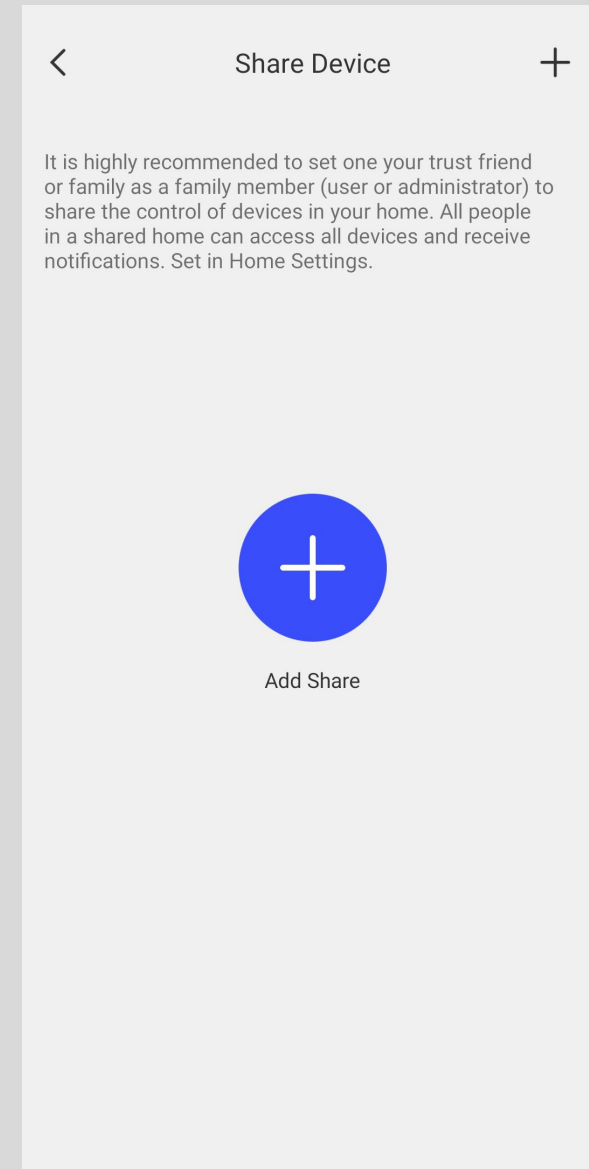 Share Device
It is highly recommended to set one your trust friend
or family as a family member (user or administrator) to
share the control of devices in your home. All people
in a shared home can access all devices and receive
notifications. Set in Home Settings.
Add Share